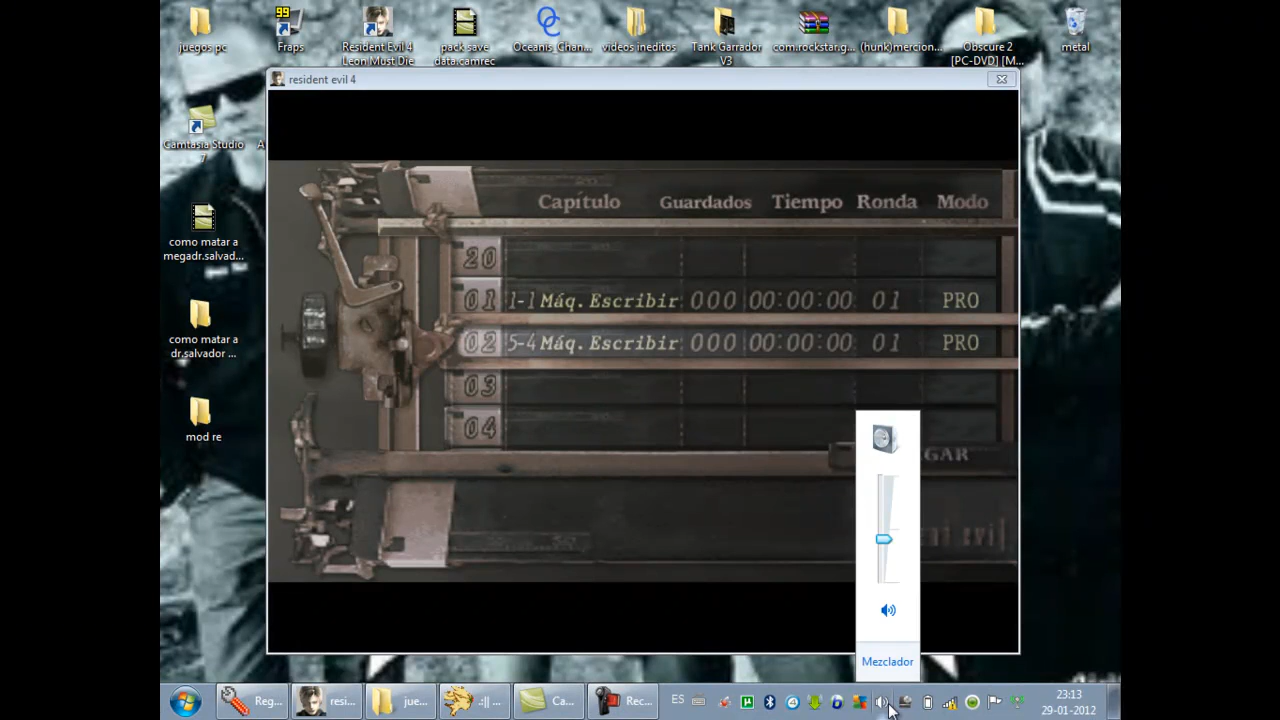 juegos pc
99
Fraps
Resident Evil 4
Leon Must Die
pack save
data.camrec
Oceanis_Chan...
videos ineditos
Tank Garrador
V3
com.rockstar.g...
(hunk)mercion...
Obscure 2
[PC-DVD] [M...
metal
resident evil 4
Camtasia Studio
7
A
como matar a
megadr.salvad...
como matar a
dr.salvador ...
mod re
Capítulo Guardados Tiempo Ronda Modo
20
01 1-1 Máq. Escribir 000 00:00:00 01 PRO
02 5-4 Máq. Escribir 000 00:00:00 01 PRO
03
04
GAR
Mezclador
Reg...
resi...
jue...
.:|| ...
Ca...
Rec...
ES
23:13
29-01-2012